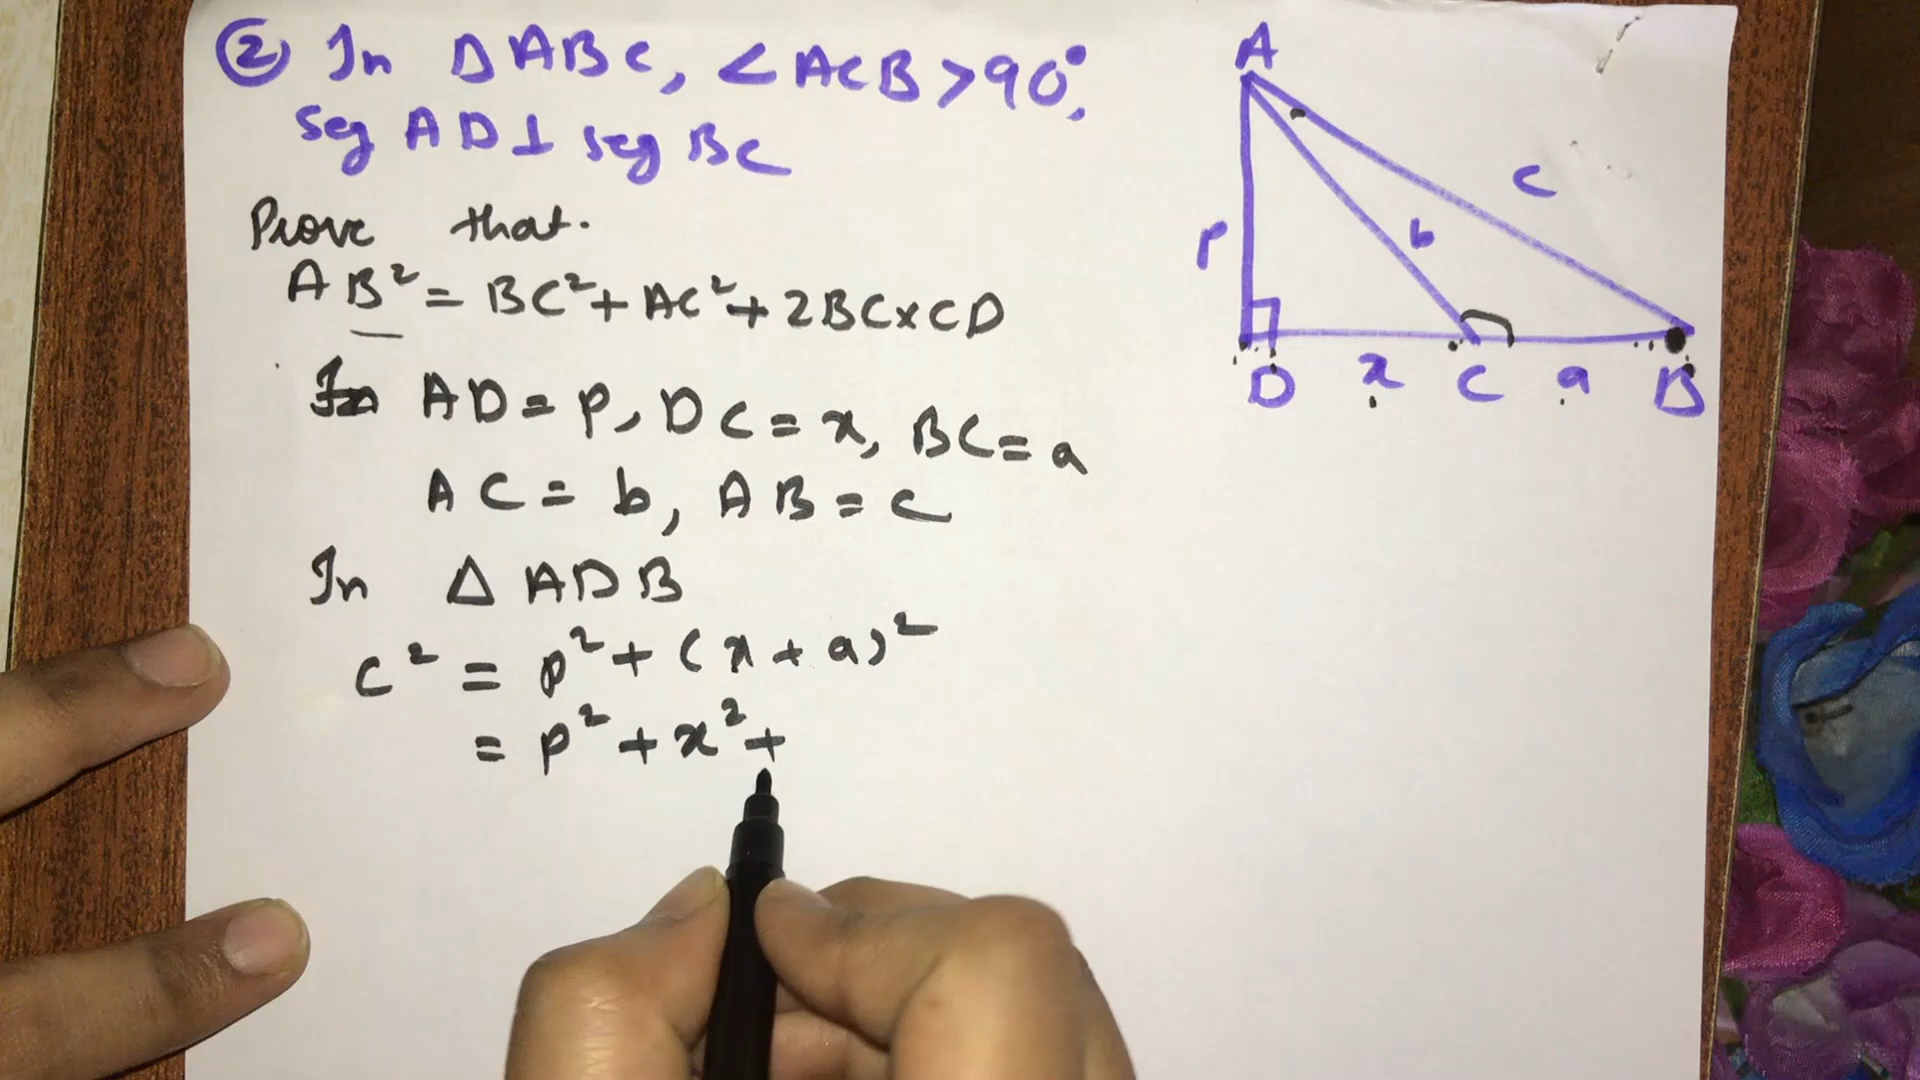 ② In ΔABC, ∠ACB > 90°.
seg AD ⊥ seg BC
Prove that.
AB² = BC² + AC² + 2BC×CD
AD = p, DC = x, BC = a
AC = b, AB = c
In Δ ADB
c² = p² + (x + a)²
= p² + x² +
A
c
b
P
D x C a B